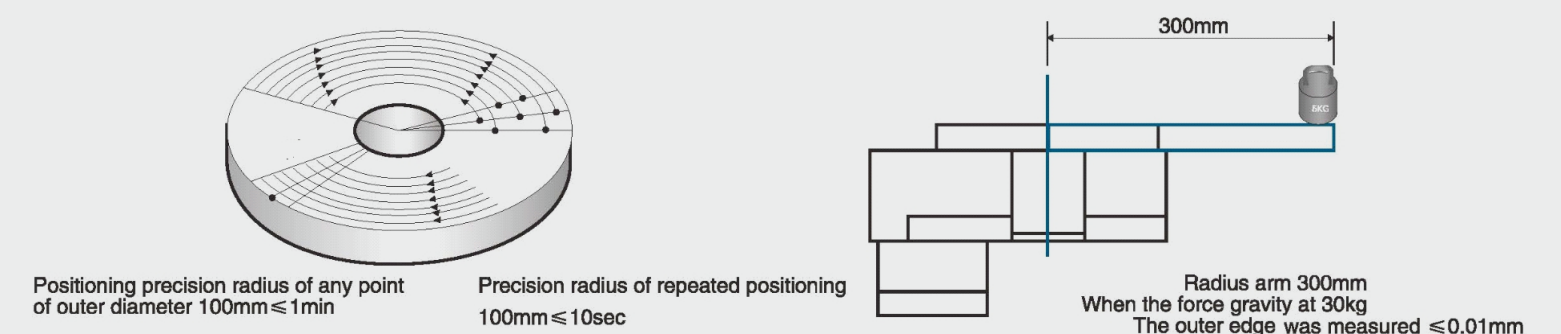 300mm
5KG
Positioning precision radius of any point
of outer diameter 100mm≤1min
Precision radius of repeated positioning
100mm≤10sec
Radius arm 300mm
When the force gravity at 30kg
The outer edge was measured ≤0.01mm